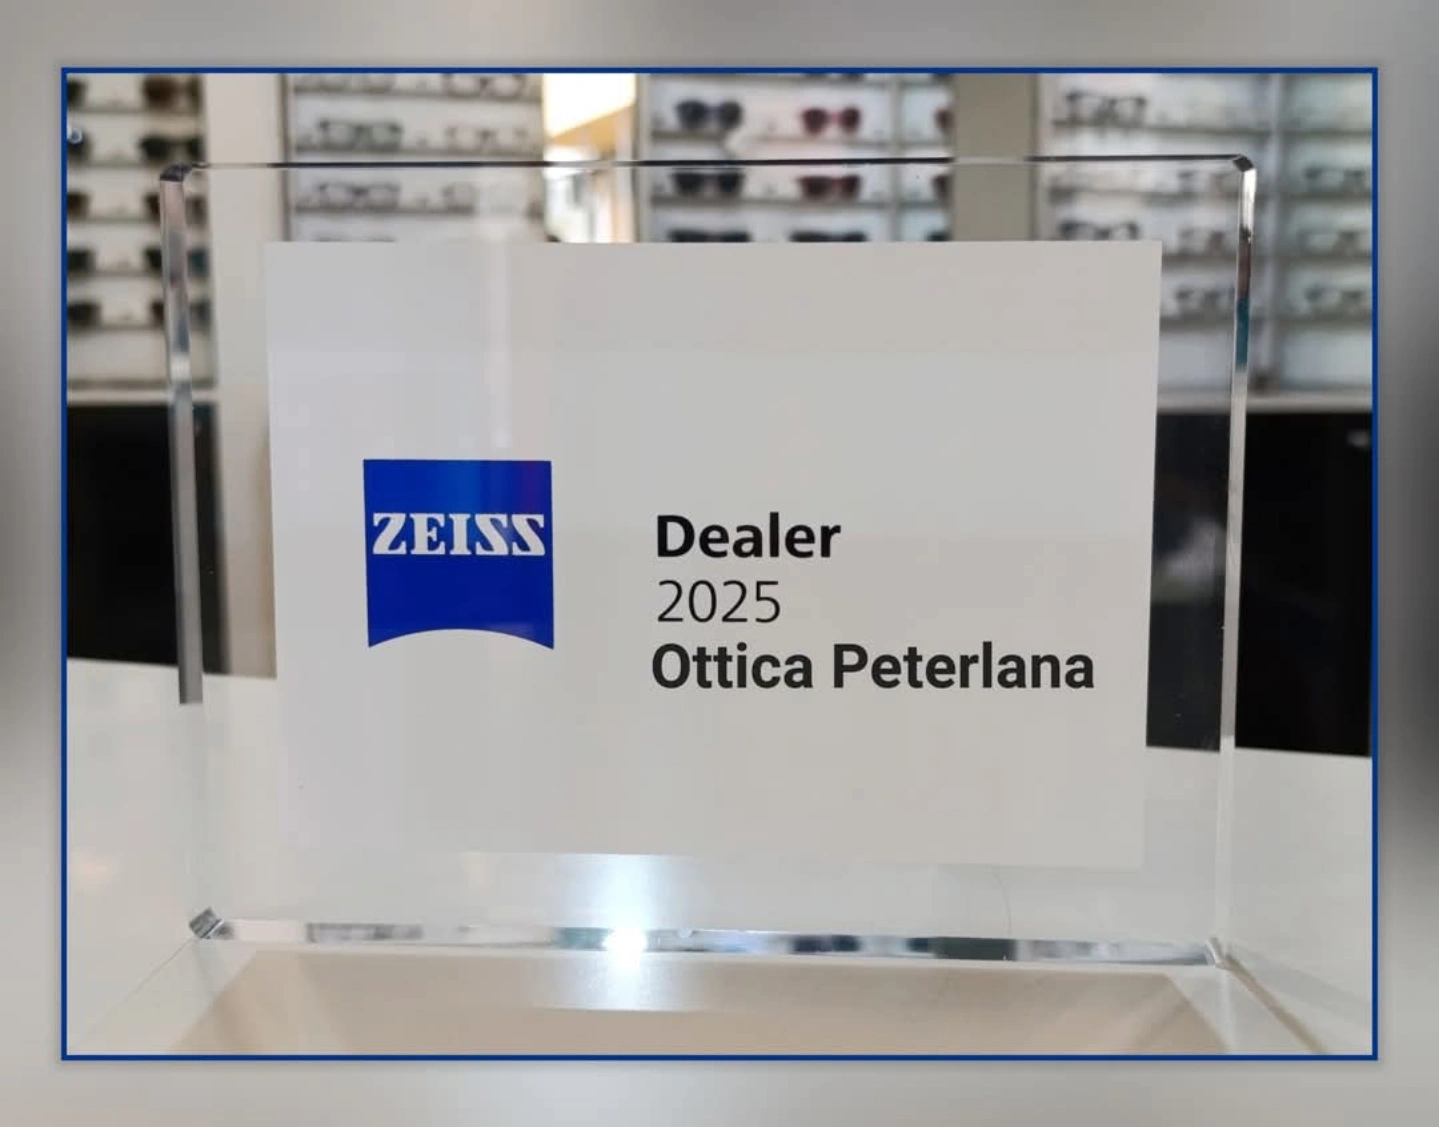 ZEISS
Dealer
2025
Ottica Peterlana